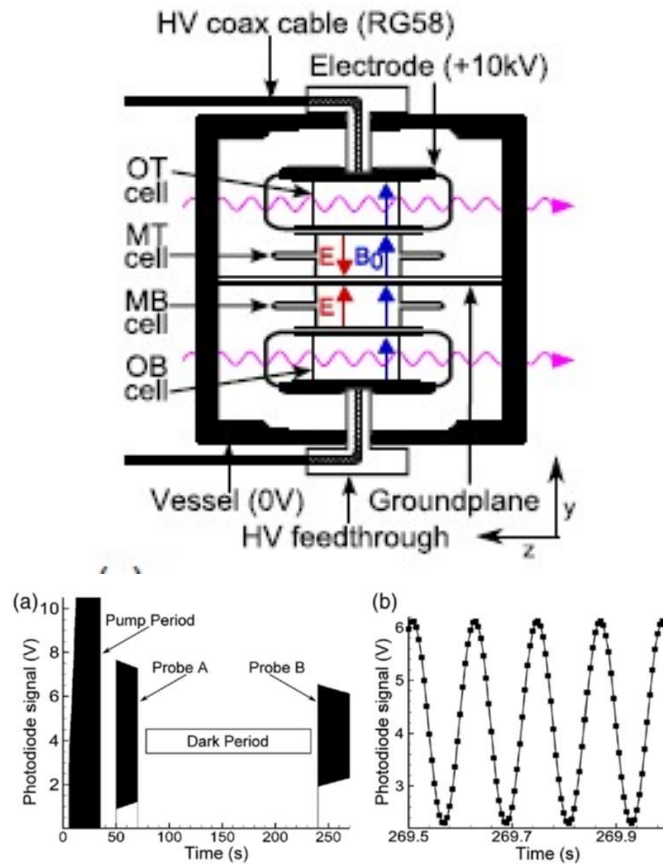 HV coax cable (RG58)
Electrode (+10kV)
OT
cell
MT
cell
MB
cell
OB
cell
E
B0
E
Vessel (0V)
Groundplane
HV feedthrough
y
z
(a)
(b)
10
8
6
4
2
Photodiode signal (V)
Pump Period
Probe A
Probe B
Dark Period
0
50
100
150
200
250
Time (s)
6
5
4
3
Photodiode signal (V)
269.5
269.7
269.9
Time (s)